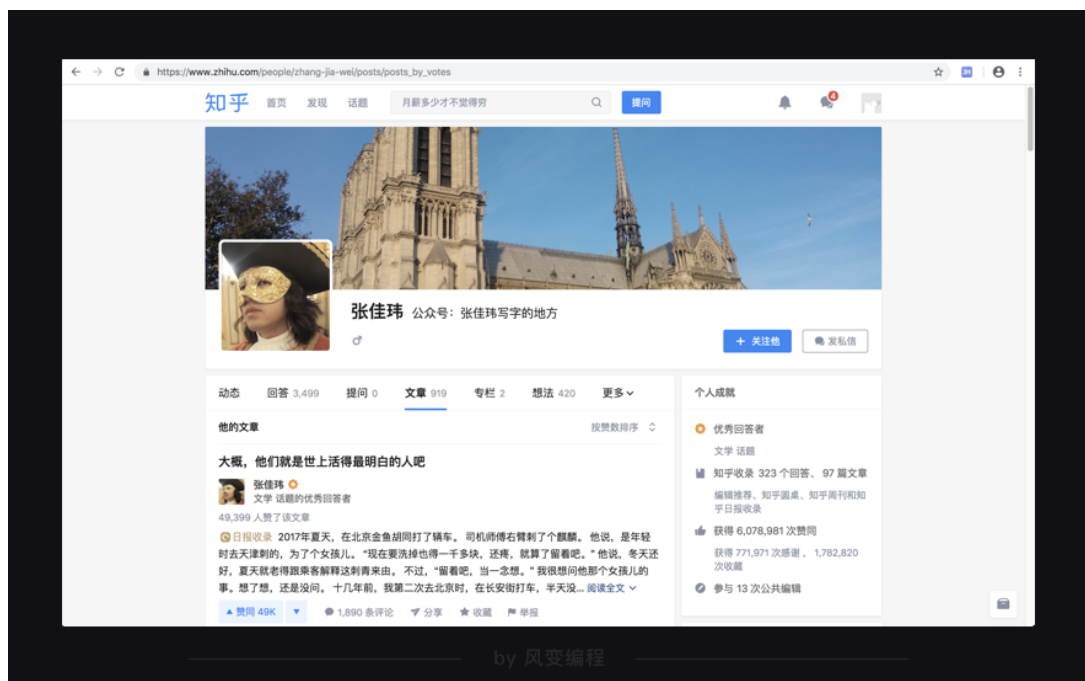 https://www.zhihu.com/people/zhang-jia-wei/posts/posts_by_votes
知乎 首页 发现 话题 月薪多少才不觉得穷 提问 4
张佳玮 公众号：张佳玮写字的地方
+ 关注他 发私信
动态 回答 3,499 提问 0 文章 919 专栏 2 想法 420 更多
他的文章 按赞数排序
大概，他们就是世上活得最明白的人吧
张佳玮
文学 话题的优秀回答者
49,399 人赞了该文章
日报收录 2017年夏天，在北京金鱼胡同打了辆车。司机师傅右臂刺了个麒麟。他说，是年轻
时去天津刺的，为了个女孩儿。“现在要洗掉也得一千多块，还疼，就算了留着吧。”他说，冬天还
好，夏天就老得跟乘客解释这刺青来由。不过，“留着吧，当一念想。”我很想问他那个女孩儿的
事。想了想，还是没问。十几年前，我第二次去北京时，在长安街打车，半天没... 阅读全文
赞同 49K 1,890 条评论 分享 收藏 举报
个人成就
优秀回答者
文学 话题
知乎收录 323 个回答、97 篇文章
编辑推荐、知乎圆桌、知乎周刊和知
乎日报收录
获得 6,078,981 次赞同
获得 771,971 次感谢，1,782,820
次收藏
参与 13 次公共编辑
by 风变编程